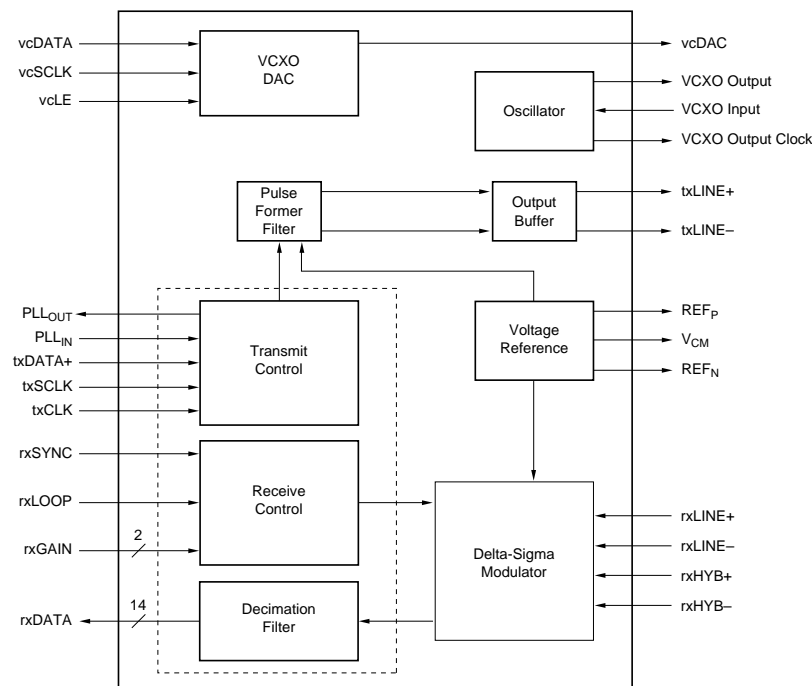 vcDATA
vcSCLK
vcLE
VCXO
DAC
vcDAC
Oscillator
VCXO Output
VCXO Input
VCXO Output Clock
Pulse
Former
Filter
Output
Buffer
txLINE+
txLINE–
PLLOUT
PLLIN
txDATA+
txSCLK
txCLK
Transmit
Control
Voltage
Reference
REFP
VCM
REFN
rxSYNC
rxLOOP
rxGAIN
2
Receive
Control
Delta-Sigma
Modulator
rxLINE+
rxLINE–
rxHYB+
rxHYB–
rxDATA
14
Decimation
Filter